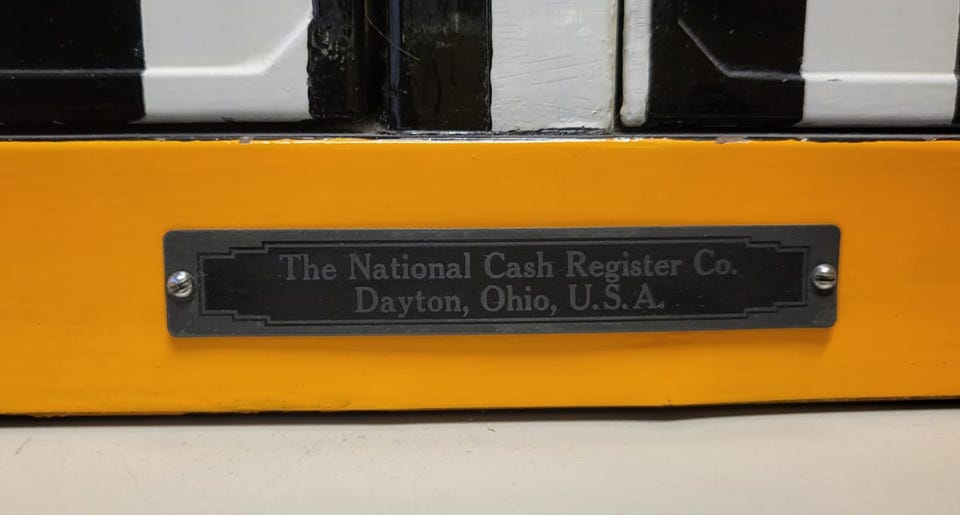 The National Cash Register Co.
Dayton, Ohio, U.S.A.